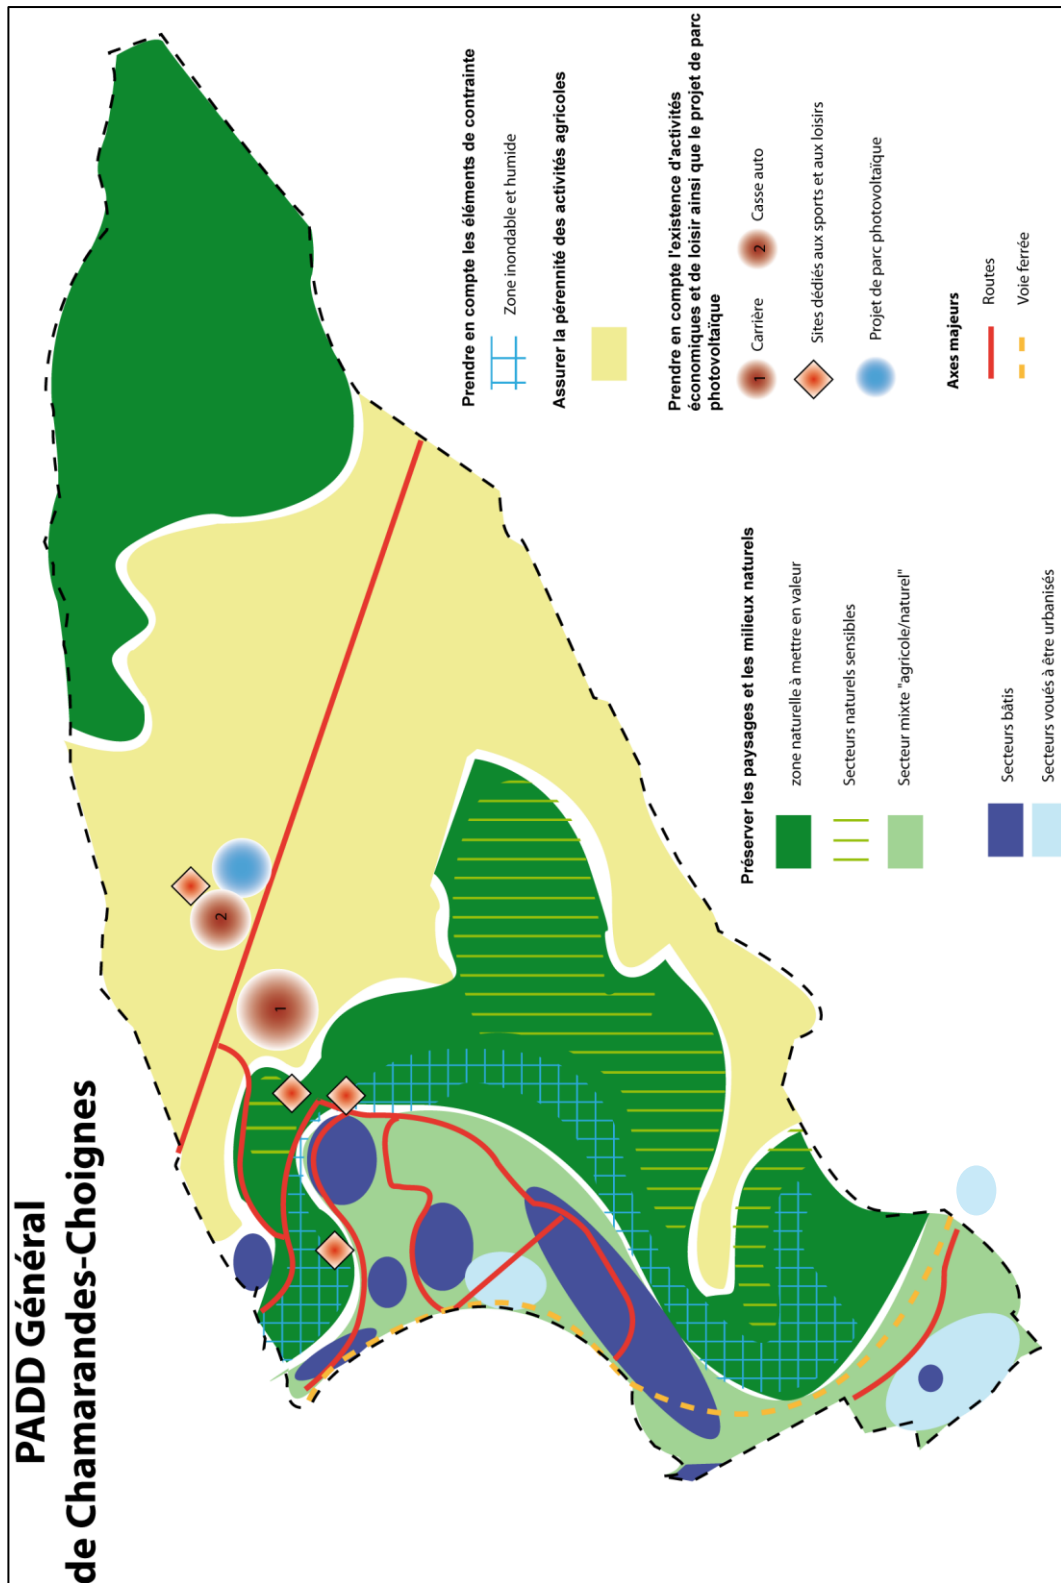 PADD Général
de Chamarandes-Choignes
2
1
Préserver les paysages et les milieux naturels
zone naturelle à mettre en valeur
Secteurs naturels sensibles
Secteur mixte "agricole/naturel"
Secteurs bâtis
Secteurs voués à être urbanisés
Prendre en compte les éléments de contrainte
Zone inondable et humide
Assurer la pérennité des activités agricoles
Prendre en compte l'existence d'activités
économiques et de loisir ainsi que le projet de parc
photovoltaïque
1 Carrière 2 Casse auto
Sites dédiés aux sports et aux loisirs
Projet de parc photovoltaïque
Axes majeurs
Routes
Voie ferrée